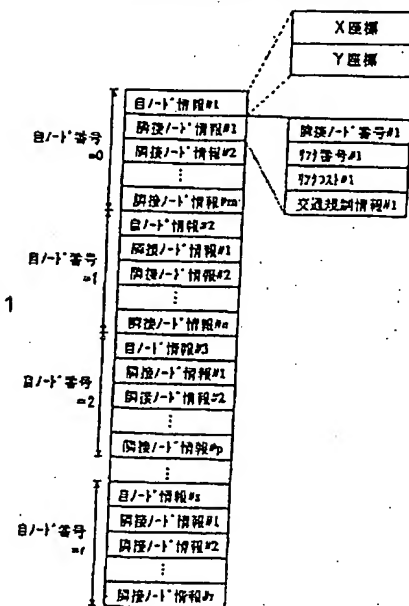 X座標
Y座標
自ノード情報#1
隣接ノード情報#1
隣接ノード情報#2
⋮
隣接ノード情報#m
自ノード番号
=0
隣接ノード番号#1
リンク番号#1
リンクコスト#1
交通規制情報#1
自ノード情報#2
隣接ノード情報#1
隣接ノード情報#2
⋮
隣接ノード情報#n
自ノード番号
=1
1
自ノード情報#3
隣接ノード情報#1
隣接ノード情報#2
⋮
隣接ノード情報#p
自ノード番号
=2
⋮
自ノード情報#s
隣接ノード情報#1
隣接ノード情報#2
⋮
隣接ノード情報#r
自ノード番号
=r